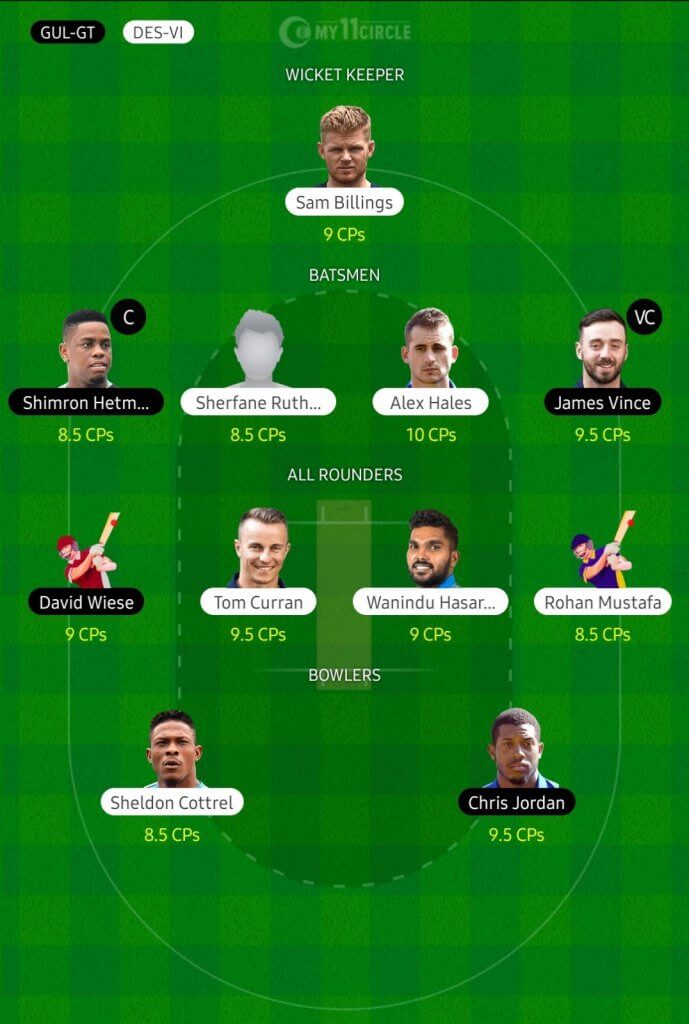 GUL-GT DES-VI MY11CIRCLE
WICKET KEEPER
Sam Billings
9 CPs
BATSMEN
C VC
Shimron Hetm... Sherfane Ruth... Alex Hales James Vince
8.5 CPs 8.5 CPs 10 CPs 9.5 CPs
ALL ROUNDERS
David Wiese Tom Curran Wanindu Hasar... Rohan Mustafa
9 CPs 9.5 CPs 9 CPs 8.5 CPs
BOWLERS
Sheldon Cottrel Chris Jordan
8.5 CPs 9.5 CPs